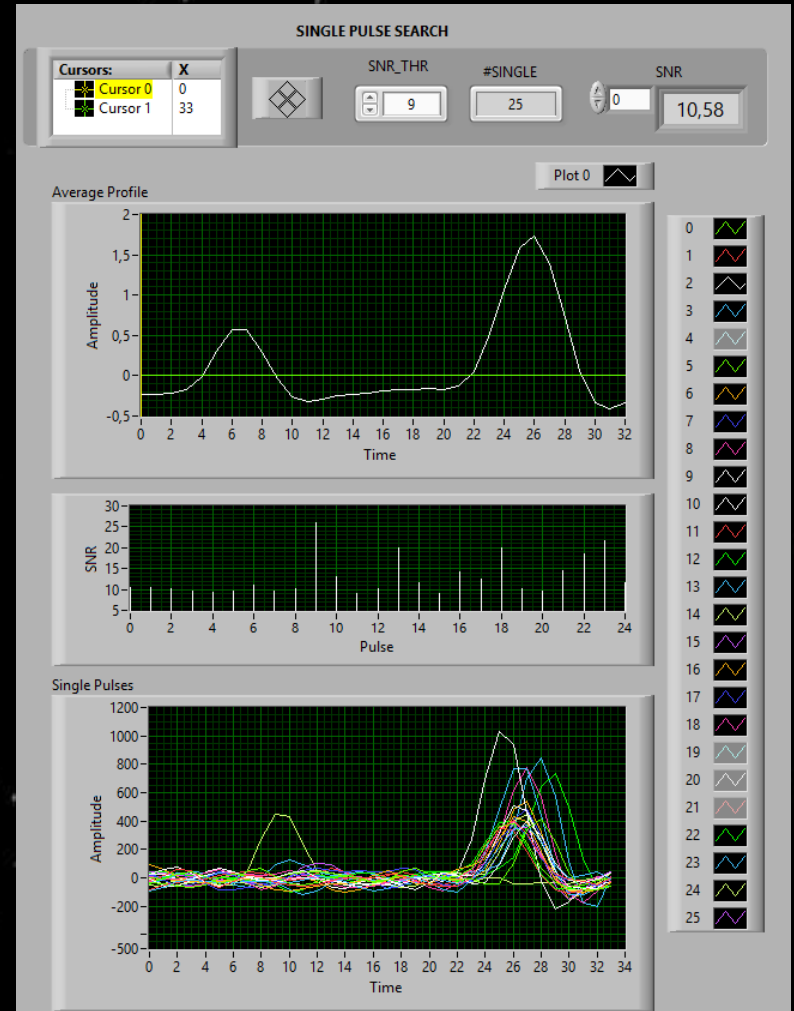 SINGLE PULSE SEARCH
Cursors: X
Cursor 0 0
Cursor 1 33
SNR_THR
9
#SINGLE
25
0
SNR
10,58
Plot 0
Average Profile
2
1,5
1
0,5
0
-0,5
Amplitude
0 2 4 6 8 10 12 14 16 18 20 22 24 26 28 30 32
Time
30
25
20
15
10
5
SNR
0 2 4 6 8 10 12 14 16 18 20 22 24
Pulse
Single Pulses
1200
1000
800
600
400
200
0
-200
-500
Amplitude
0 2 4 6 8 10 12 14 16 18 20 22 24 26 28 30 32 34
Time
0
1
2
3
4
5
6
7
8
9
10
11
12
13
14
15
16
17
18
19
20
21
22
23
24
25